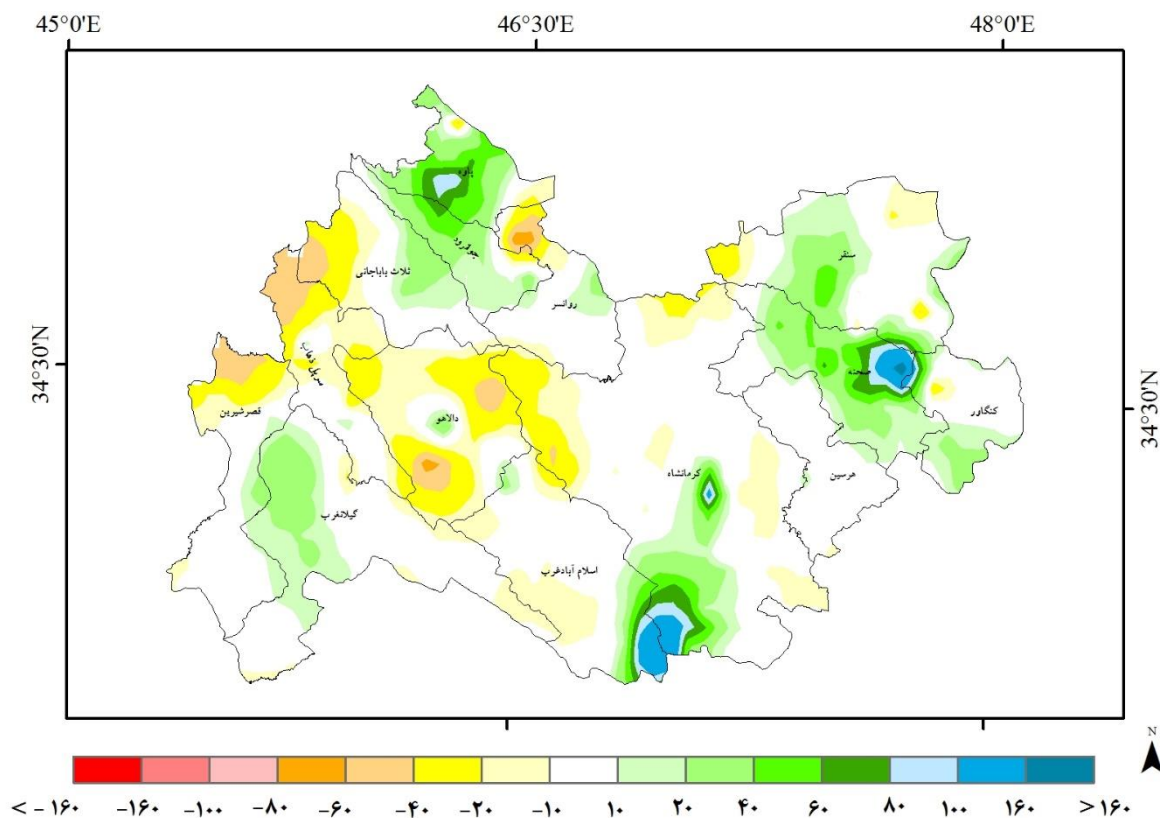 45°0'E 46°30'E 48°0'E
34°30'N
34°30'N
پاوه
جوانرود
ثلاث باباجانی
روانسر
سنقر
سرپل ذهاب
صحنه
قصرشیرین
دالاهو
کنگاور
کرمانشاه
هرسین
گیلانغرب
اسلام آبادغرب
N
< -۱۶۰ -۱۶۰ -۱۰۰ -۸۰ -۶۰ -۴۰ -۲۰ -۱۰ ۱۰ ۲۰ ۴۰ ۶۰ ۸۰ ۱۰۰ ۱۶۰ >۱۶۰